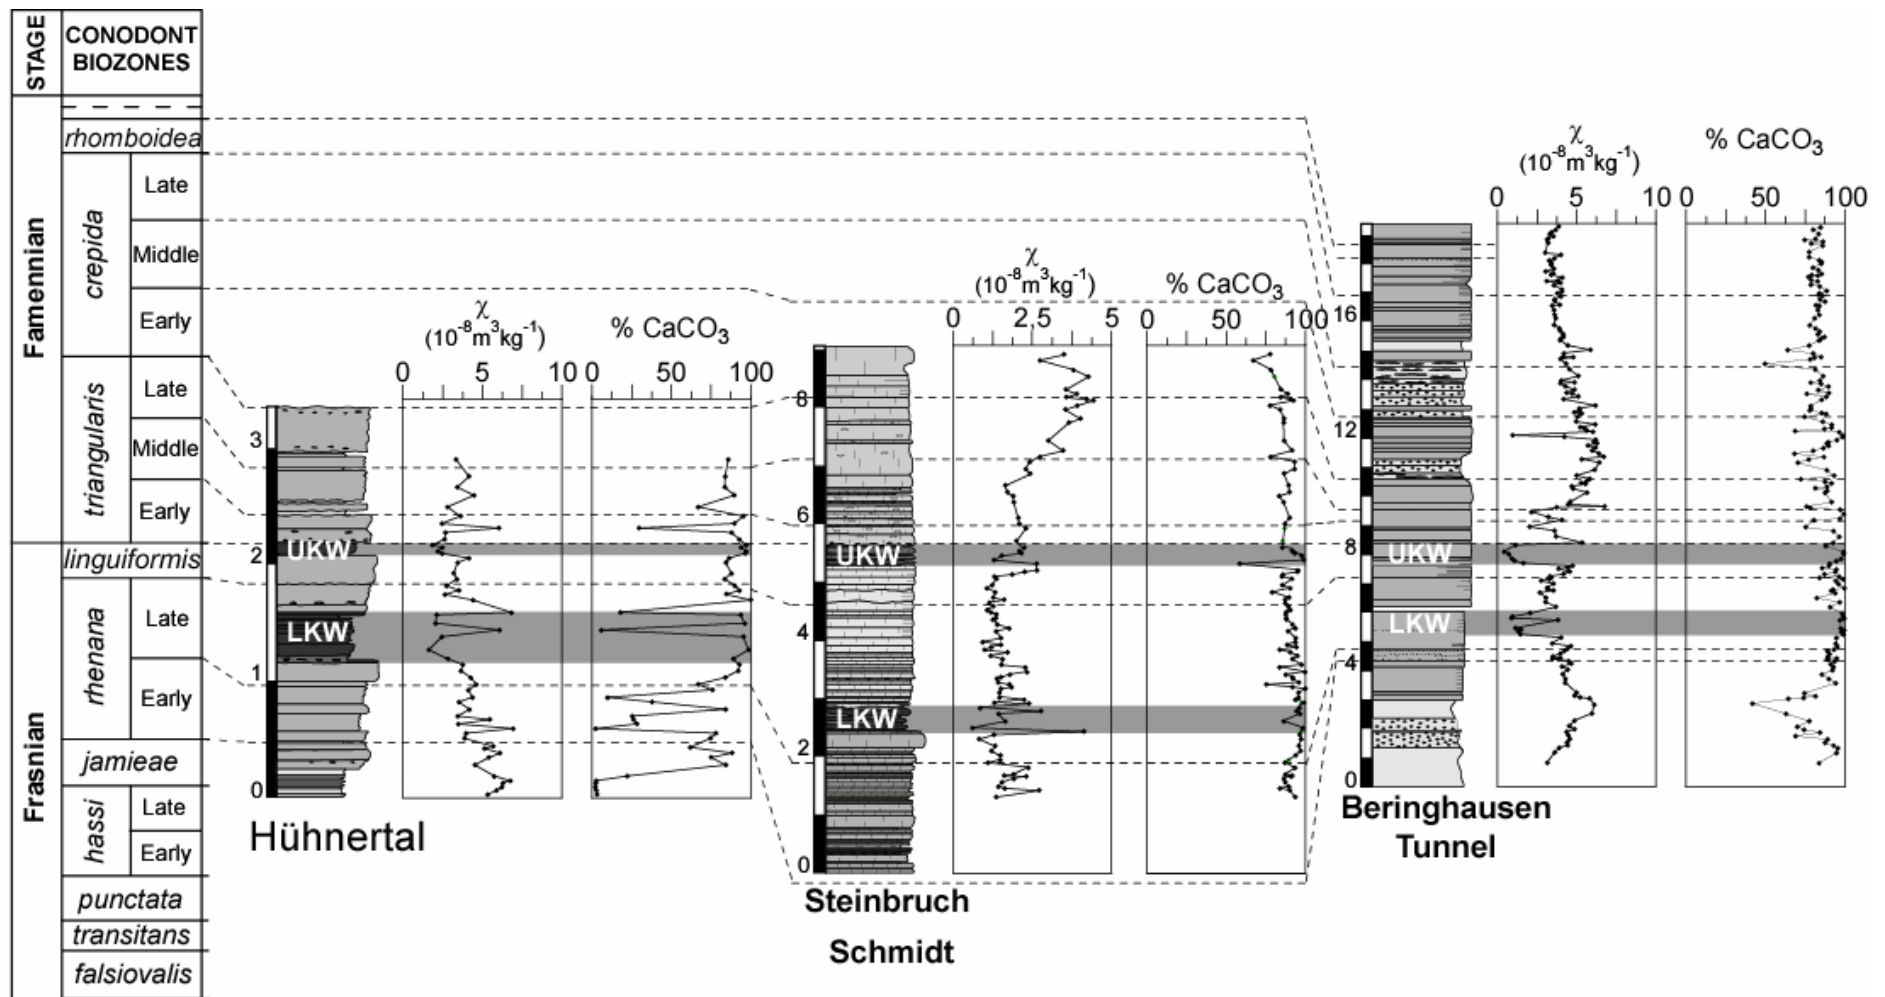 STAGE
CONODONT
BIOZONES
Famennian
rhomboidea
crepida
Late
Middle
Early
triangularis
Late
Middle
Early
Frasnian
linguiformis
rhenana
Late
Early
jamieae
hassi
Late
Early
punctata
transitans
falsiovalis
χ
(10⁻⁸m³kg⁻¹)
% CaCO₃
0 5 10
0 50 100
3
2
1
0
UKW
LKW
Hühnertal
χ
(10⁻⁸m³kg⁻¹)
% CaCO₃
0 2,5 5
0 50 100
8
6
4
2
0
UKW
LKW
Steinbruch
Schmidt
χ
(10⁻⁸m³kg⁻¹)
% CaCO₃
0 5 10
0 50 100
16
12
8
4
0
UKW
LKW
Beringhausen
Tunnel